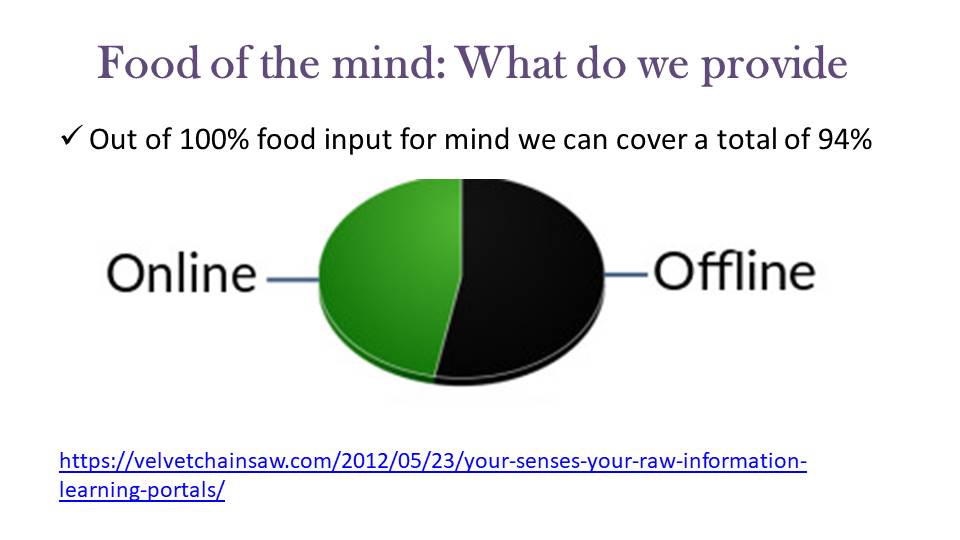 Food of the mind: What do we provide
✓ Out of 100% food input for mind we can cover a total of 94%
Online
Offline
https://velvetchainsaw.com/2012/05/23/your-senses-your-raw-information-
learning-portals/